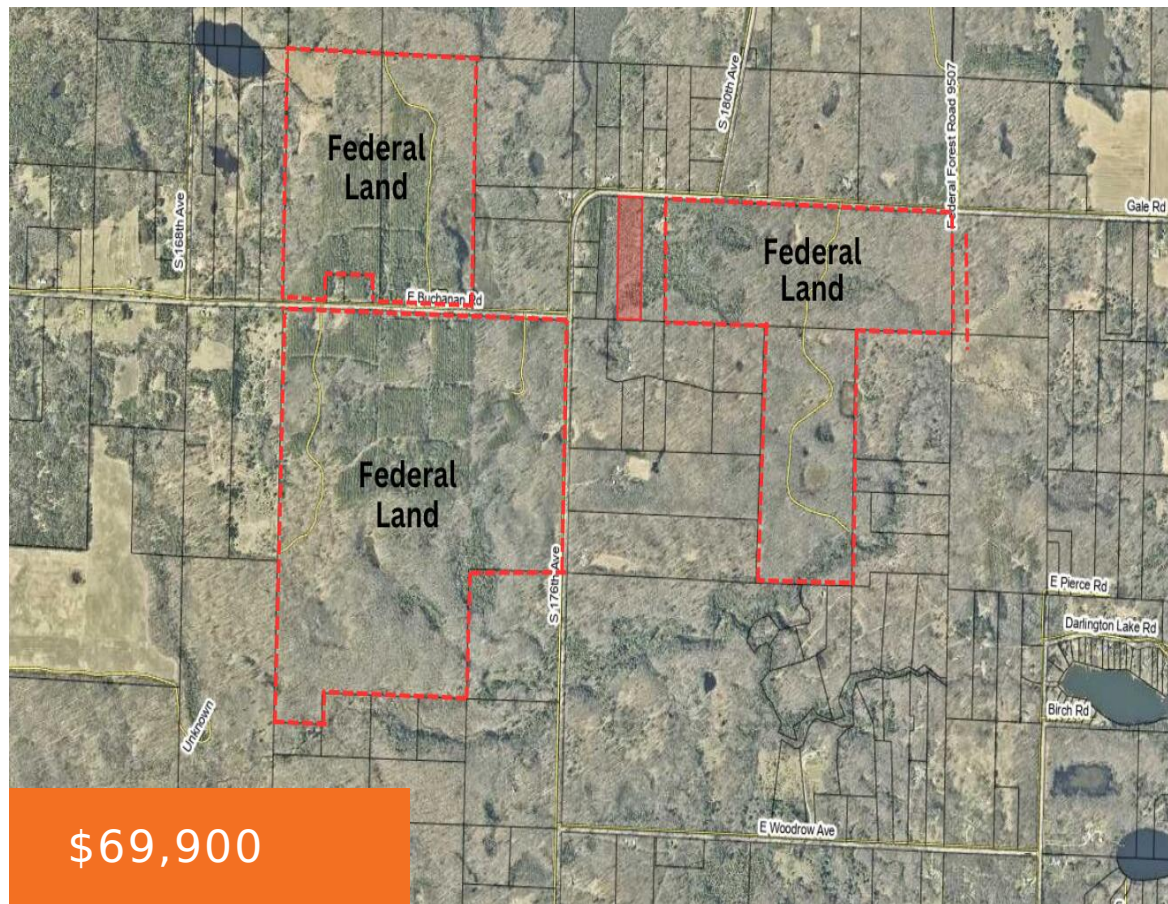 S 180th Ave
Federal Forest Road 9507
Federal
Land
S 168th Ave
Gale Rd
Federal
Land
E Buchanan Rd
Federal
Land
S 176th Ave
E Pierce Rd
Darlington Lake Rd
Birch Rd
Unknown
E Woodrow Ave
$69,900